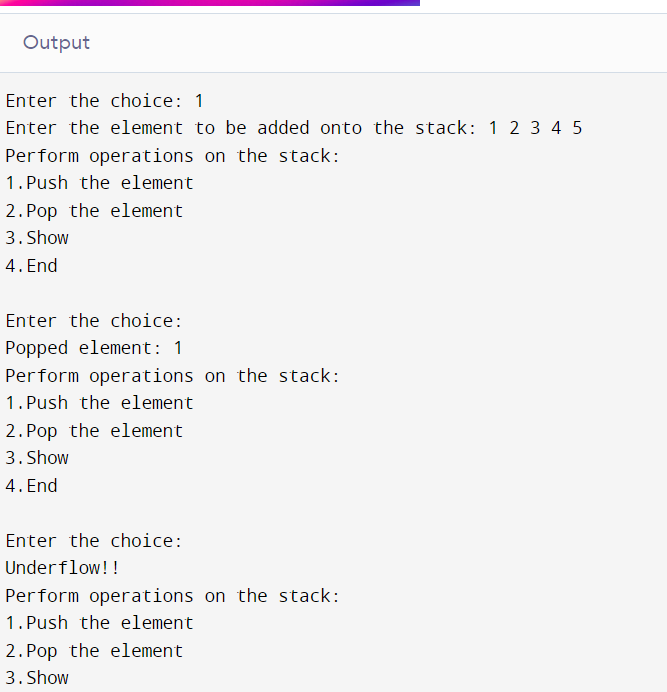 Output
Enter the choice: 1
Enter the element to be added onto the stack: 1 2 3 4 5
Perform operations on the stack:
1.Push the element
2.Pop the element
3.Show
4.End
Enter the choice:
Popped element: 1
Perform operations on the stack:
1.Push the element
2.Pop the element
3.Show
4.End
Enter the choice:
Underflow!!
Perform operations on the stack:
1.Push the element
2.Pop the element
3.Show